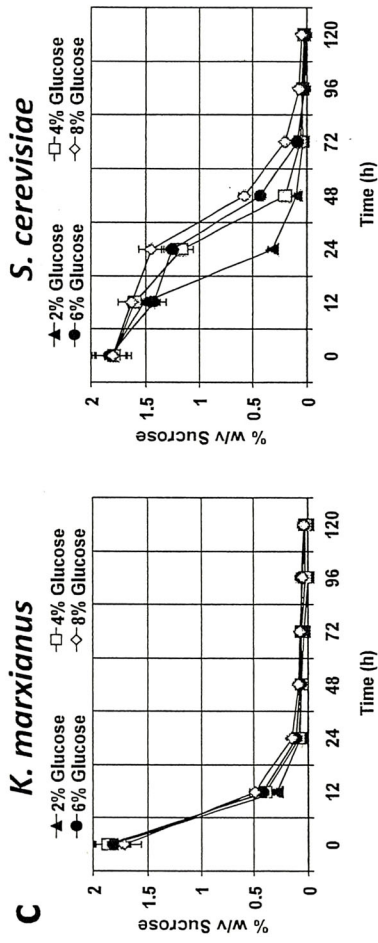 C
K. marxianus
2% Glucose
4% Glucose
6% Glucose
8% Glucose
% w/v Sucrose
2
1.5
1
0.5
0
0 12 24 48 72 96 120
Time (h)
S. cerevisiae
2% Glucose
4% Glucose
6% Glucose
8% Glucose
% w/v Sucrose
2
1.5
1
0.5
0
0 12 24 48 72 96 120
Time (h)